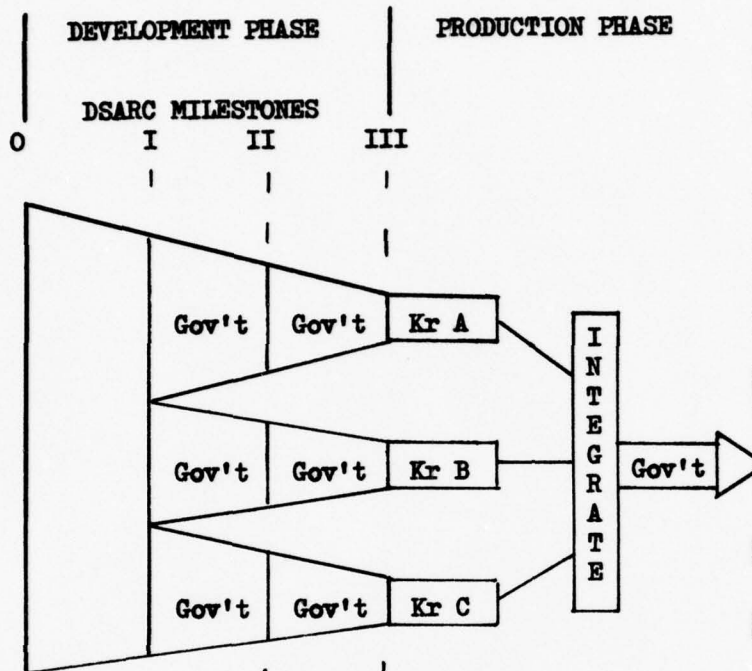 DEVELOPMENT PHASE PRODUCTION PHASE
DSARC MILESTONES
O I II III
Gov't Gov't Kr A
Gov't Gov't Kr B
Gov't Gov't Kr C
INTEGRATE
Gov't